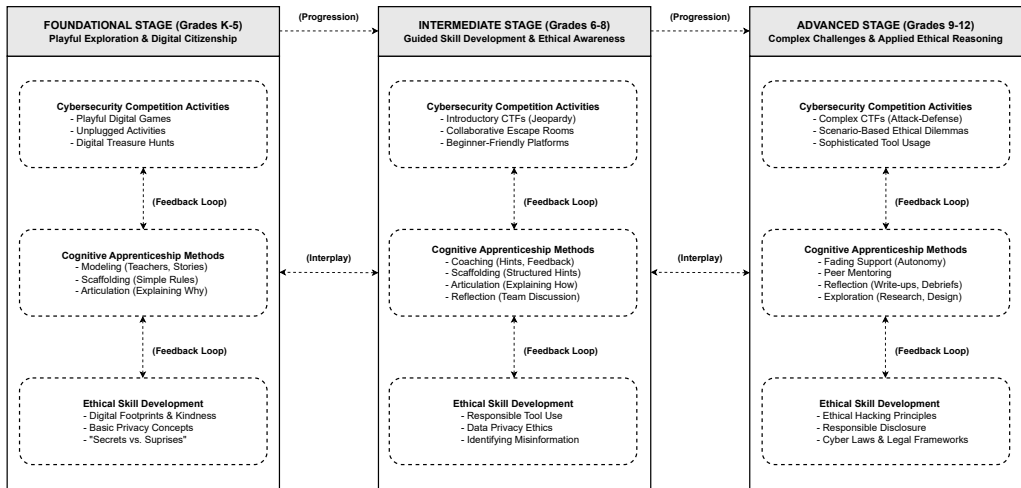 FOUNDATIONAL STAGE (Grades K-5)
Playful Exploration & Digital Citizenship
(Progression)
INTERMEDIATE STAGE (Grades 6-8)
Guided Skill Development & Ethical Awareness
(Progression)
ADVANCED STAGE (Grades 9-12)
Complex Challenges & Applied Ethical Reasoning
Cybersecurity Competition Activities
- Playful Digital Games
- Unplugged Activities
- Digital Treasure Hunts
(Feedback Loop)
Cognitive Apprenticeship Methods
- Modeling (Teachers, Stories)
- Scaffolding (Simple Rules)
- Articulation (Explaining Why)
(Feedback Loop)
Ethical Skill Development
- Digital Footprints & Kindness
- Basic Privacy Concepts
- "Secrets vs. Suprises"
(Interplay)
Cybersecurity Competition Activities
- Introductory CTFs (Jeopardy)
- Collaborative Escape Rooms
- Beginner-Friendly Platforms
(Feedback Loop)
Cognitive Apprenticeship Methods
- Coaching (Hints, Feedback)
- Scaffolding (Structured Hints)
- Articulation (Explaining How)
- Reflection (Team Discussion)
(Feedback Loop)
Ethical Skill Development
- Responsible Tool Use
- Data Privacy Ethics
- Identifying Misinformation
(Interplay)
Cybersecurity Competition Activities
- Complex CTFs (Attack-Defense)
- Scenario-Based Ethical Dilemmas
- Sophisticated Tool Usage
(Feedback Loop)
Cognitive Apprenticeship Methods
- Fading Support (Autonomy)
- Peer Mentoring
- Reflection (Write-ups, Debriefs)
- Exploration (Research, Design)
(Feedback Loop)
Ethical Skill Development
- Ethical Hacking Principles
- Responsible Disclosure
- Cyber Laws & Legal Frameworks